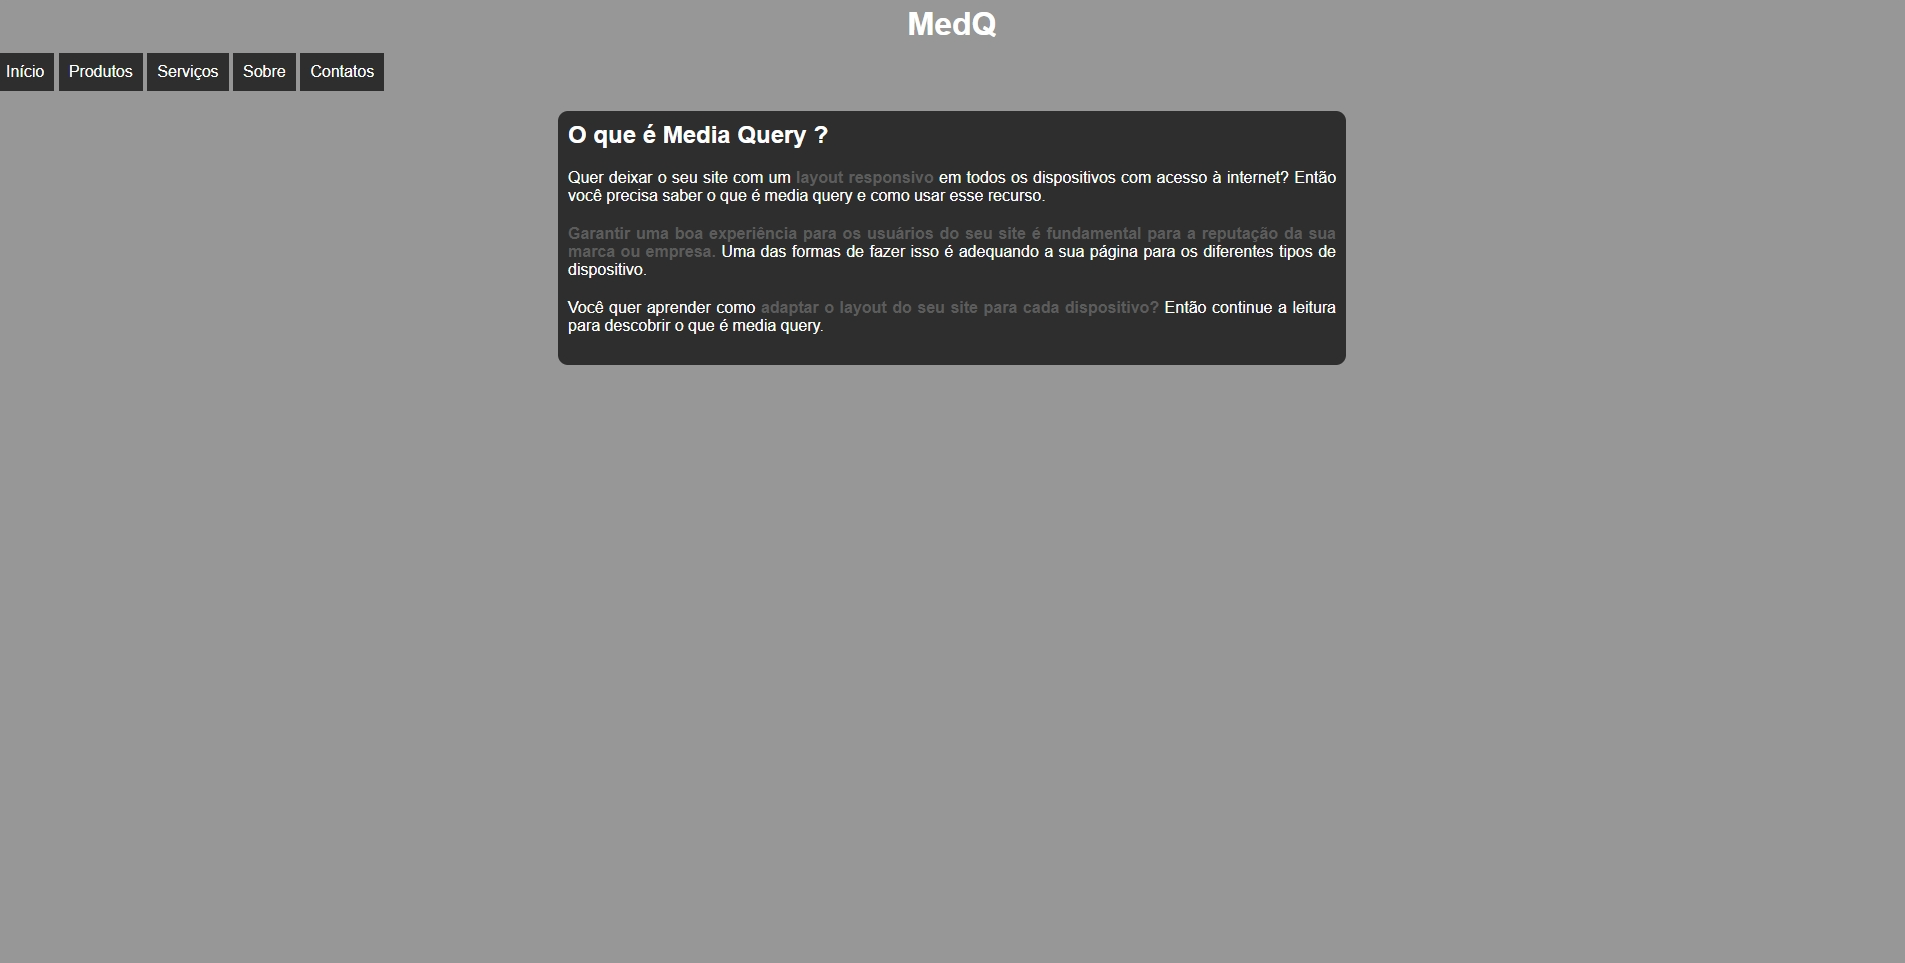 MedQ
Início Produtos Serviços Sobre Contatos
O que é Media Query ?
Quer deixar o seu site com um layout responsivo em todos os dispositivos com acesso à internet? Então
você precisa saber o que é media query e como usar esse recurso.
Garantir uma boa experiência para os usuários do seu site é fundamental para a reputação da sua
marca ou empresa. Uma das formas de fazer isso é adequando a sua página para os diferentes tipos de
dispositivo.
Você quer aprender como adaptar o layout do seu site para cada dispositivo? Então continue a leitura
para descobrir o que é media query.